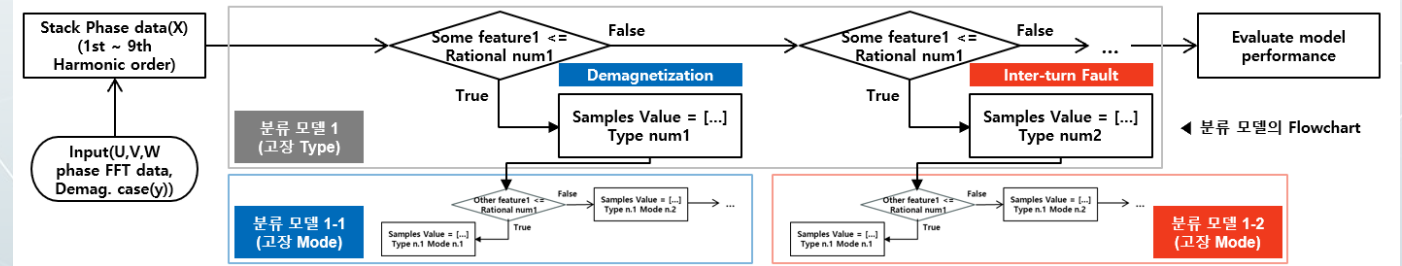 Stack Phase data(X)
(1st ~ 9th
Harmonic order)
Input(U,V,W
phase FFT data,
Demag. case(y))
Some feature1 <=
Rational num1
False
True
Demagnetization
Samples Value = [...]
Type num1
분류 모델 1
(고장 Type)
Some feature1 <=
Rational num1
False
...
True
Inter-turn Fault
Samples Value = [...]
Type num2
Evaluate model
performance
◀ 분류 모델의 Flowchart
분류 모델 1-1
(고장 Mode)
Other feature1 <=
Rational num1
False
Samples Value = [...]
Type n.1 Mode n.2
...
True
Samples Value = [...]
Type n.1 Mode n.1
Other feature1 <=
Rational num1
False
Samples Value = [...]
Type n.1 Mode n.2
...
True
Samples Value = [...]
Type n.1 Mode n.1
분류 모델 1-2
(고장 Mode)